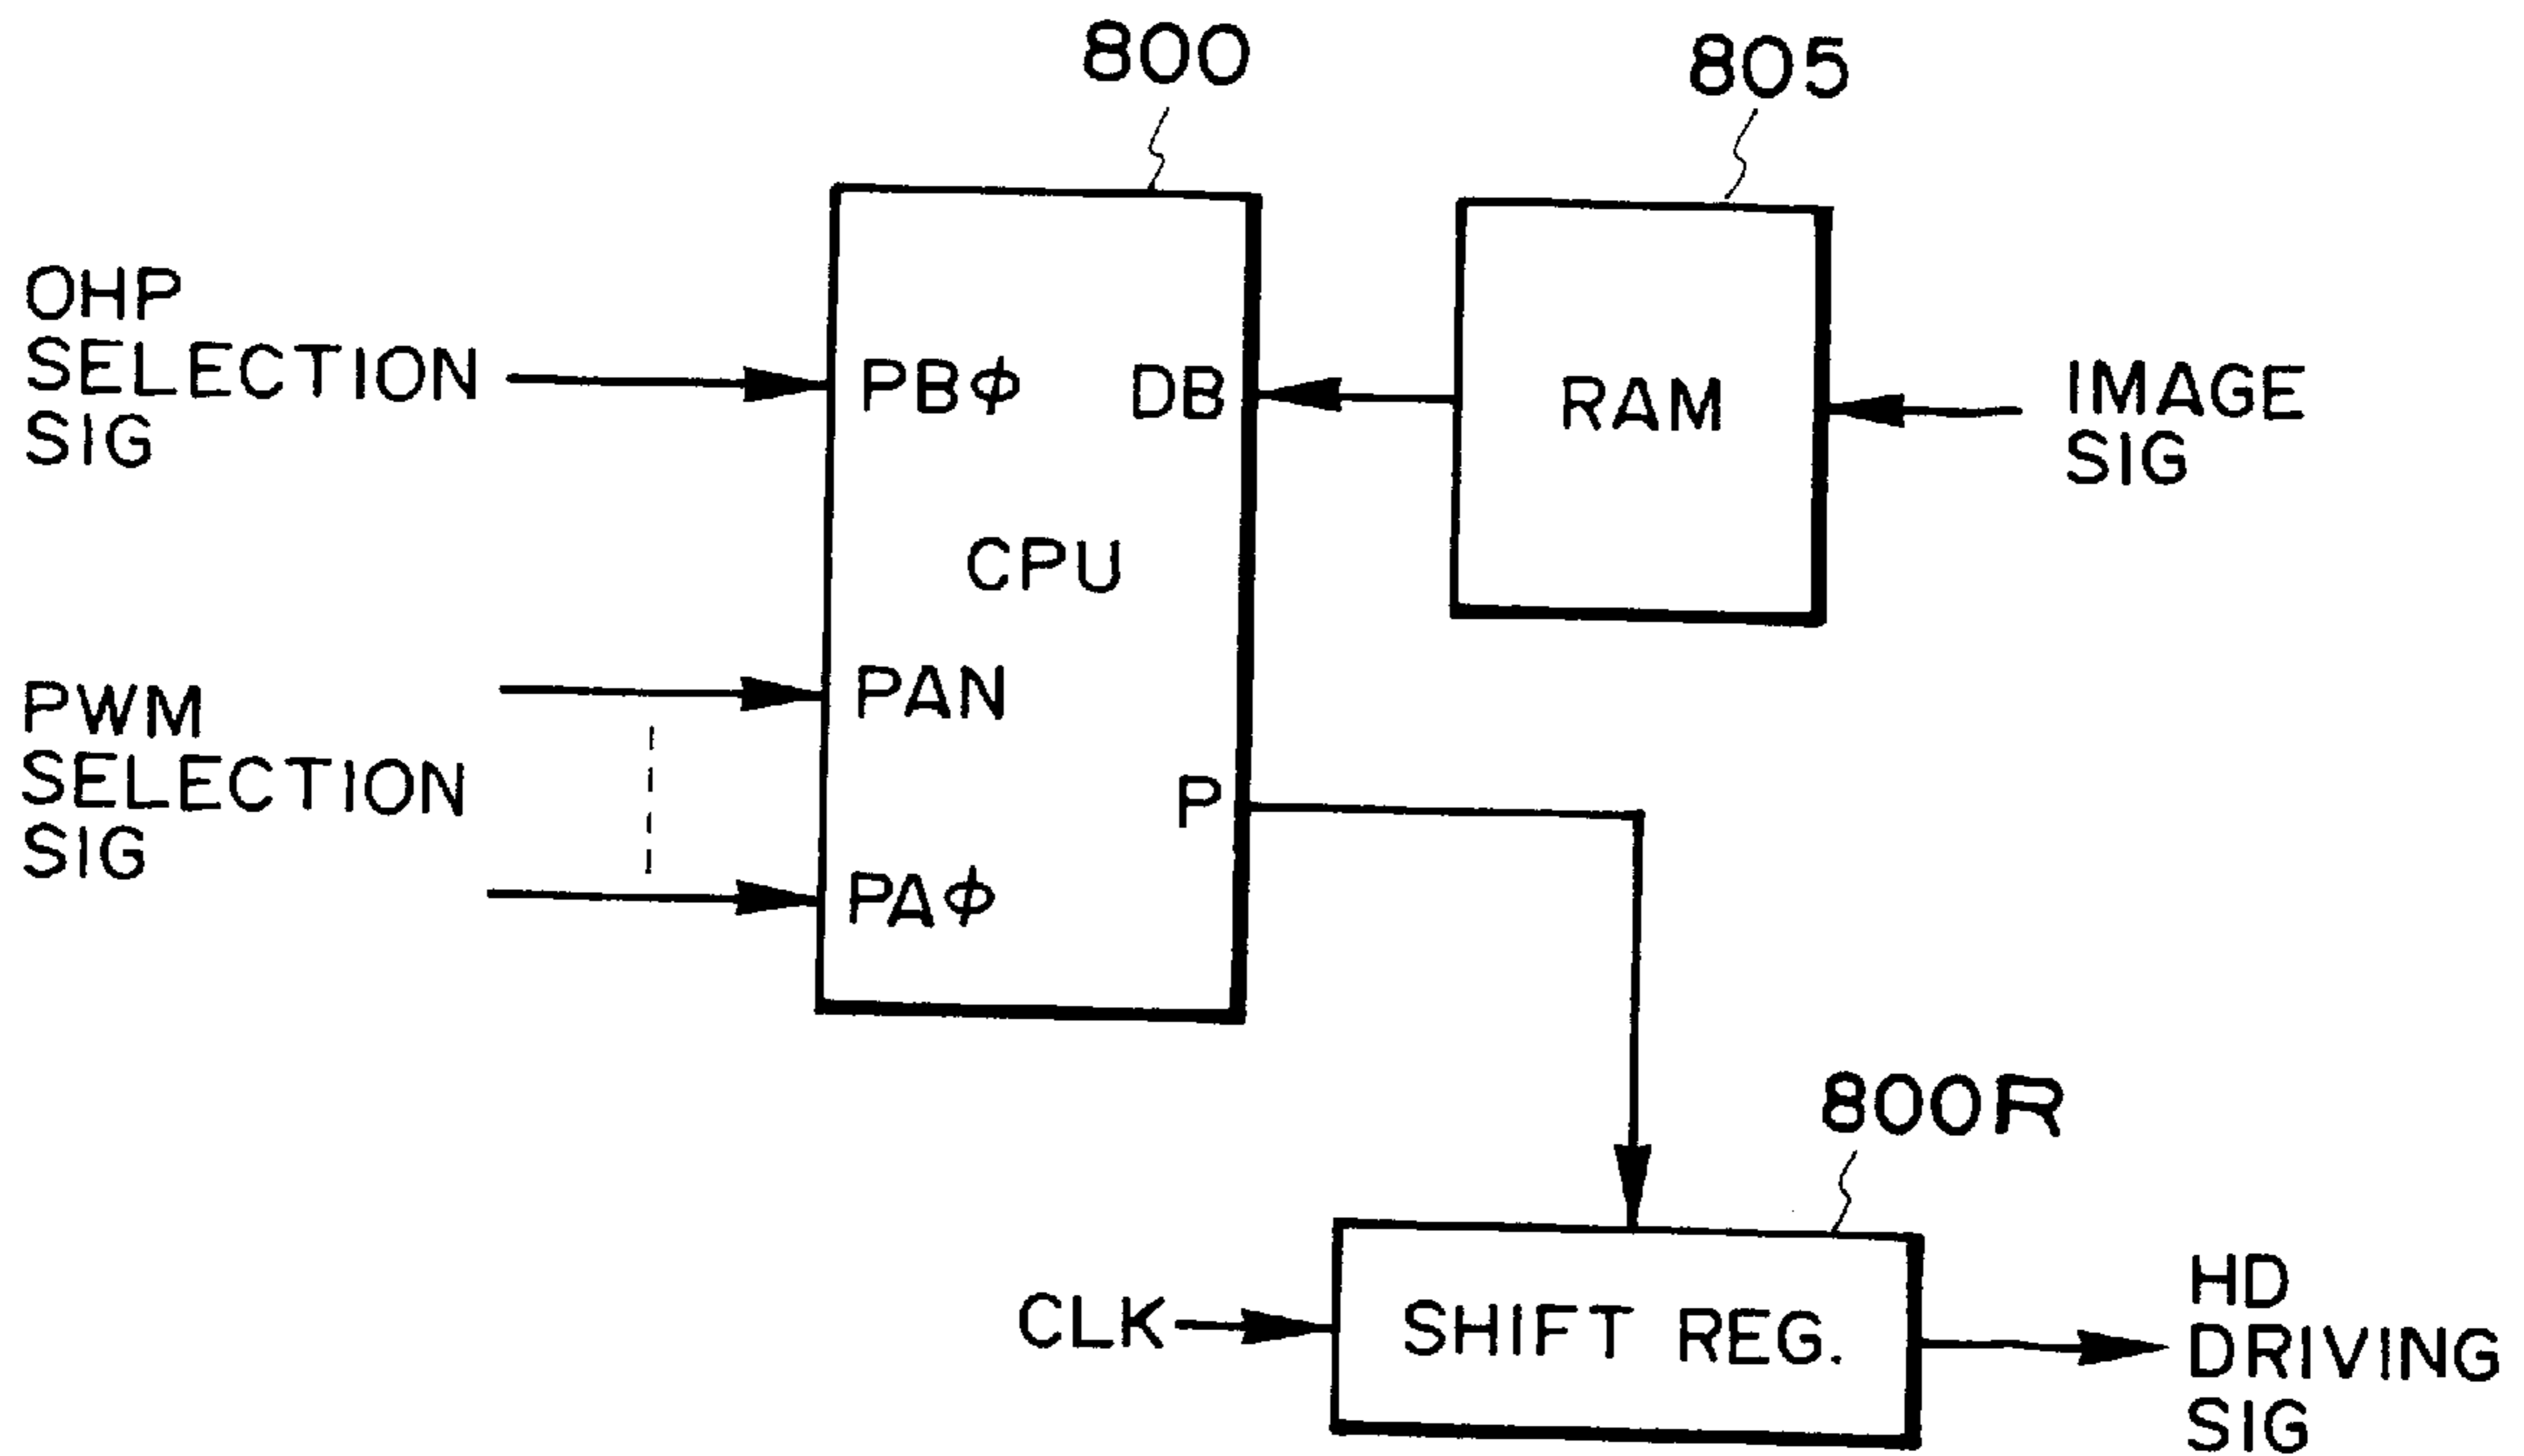 800
805
OHP
SELECTION
SIG
PBφ
DB
RAM
IMAGE
SIG
CPU
PWM
SELECTION
SIG
PAN
P
PAφ
800R
CLK
SHIFT REG.
HD
DRIVING
SIG